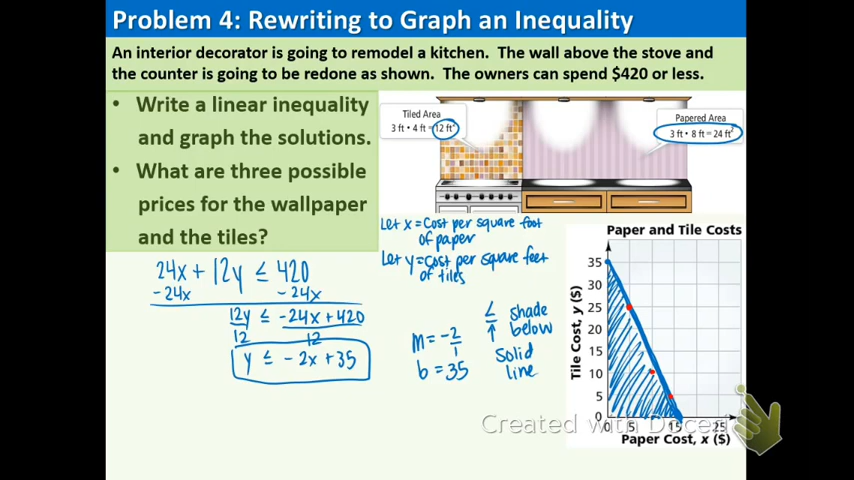 Problem 4: Rewriting to Graph an Inequality
An interior decorator is going to remodel a kitchen. The wall above the stove and
the counter is going to be redone as shown. The owners can spend $420 or less.
• Write a linear inequality
and graph the solutions.
• What are three possible
prices for the wallpaper
and the tiles?
Tiled Area
3 ft • 4 ft = 12 ft²
Papered Area
3 ft • 8 ft = 24 ft²
Let x = Cost per square foot
of paper
Let y = Cost per square feet
of tiles
24x + 12y ≤ 420
-24x -24x
12y ≤ -24x + 420
12 12
y ≤ -2x + 35
m = -2/1
b = 35
≤ shade
↑ below
solid
line
Paper and Tile Costs
Tile Cost, y ($)
35
30
25
20
15
10
5
0
0 5 15 25
Paper Cost, x ($)
Created with Doceri